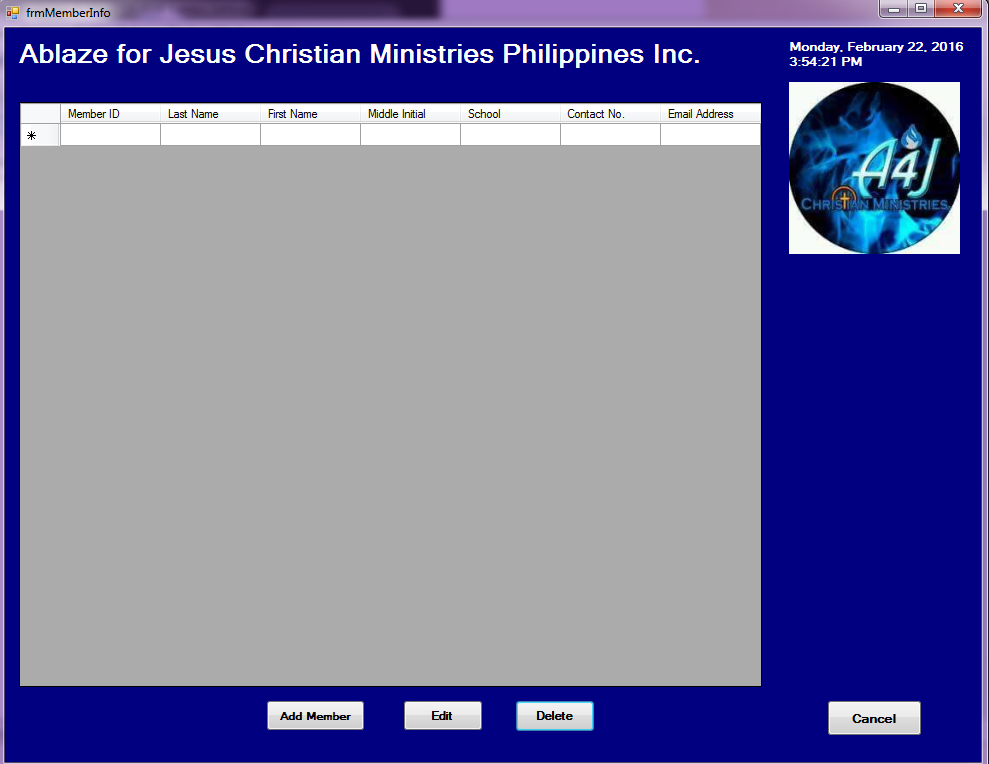 frmMemberInfo
Ablaze for Jesus Christian Ministries Philippines Inc.
Monday, February 22, 2016
3:54:21 PM
A4J
CHRISTIAN MINISTRIES
Member ID Last Name First Name Middle Initial School Contact No. Email Address
Add Member Edit Delete Cancel